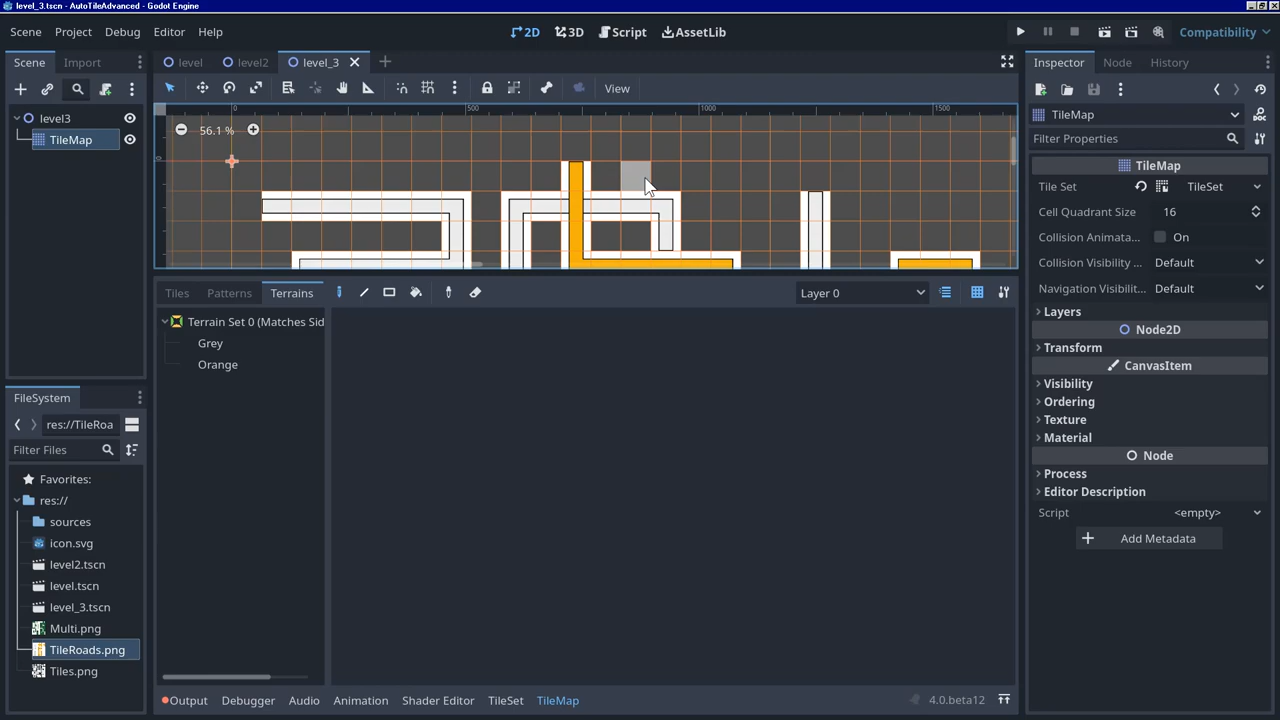 level_3.tscn - AutoTileAdvanced - Godot Engine
Scene Project Debug Editor Help
2D 3D Script AssetLib
Compatibility
Scene Import
level level2 level_3
Inspector Node History
View
level3
TileMap
TileMap
Filter Properties
0 500 1000 1500
56.1 %
0
TileMap
Tile Set TileSet
Cell Quadrant Size 16
Collision Animata... On
Collision Visibility ... Default
Navigation Visibilit... Default
Layers
Node2D
Transform
CanvasItem
Visibility
Ordering
Texture
Material
Node
Process
Editor Description
Script <empty>
Add Metadata
Tiles Patterns Terrains
Layer 0
Terrain Set 0 (Matches Sid
Grey
Orange
FileSystem
res://TileRoa
Filter Files
Favorites:
res://
sources
icon.svg
level2.tscn
level.tscn
level_3.tscn
Multi.png
TileRoads.png
Tiles.png
Output Debugger Audio Animation Shader Editor TileSet TileMap
4.0.beta12